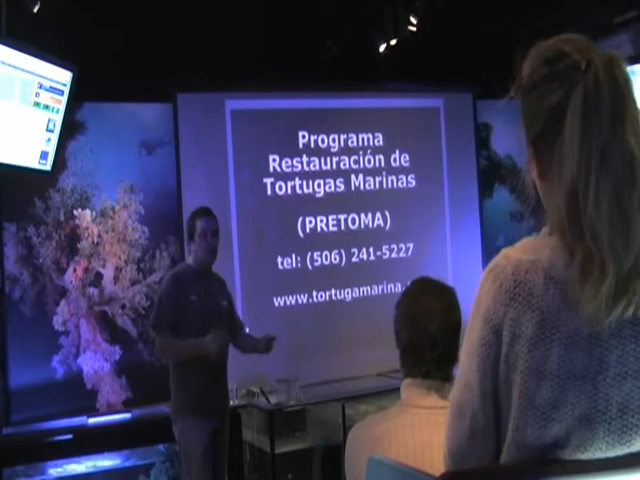 Programa
Restauración de
Tortugas Marinas
(PRETOMA)
tel: (506) 241-5227
www.tortugamarina.